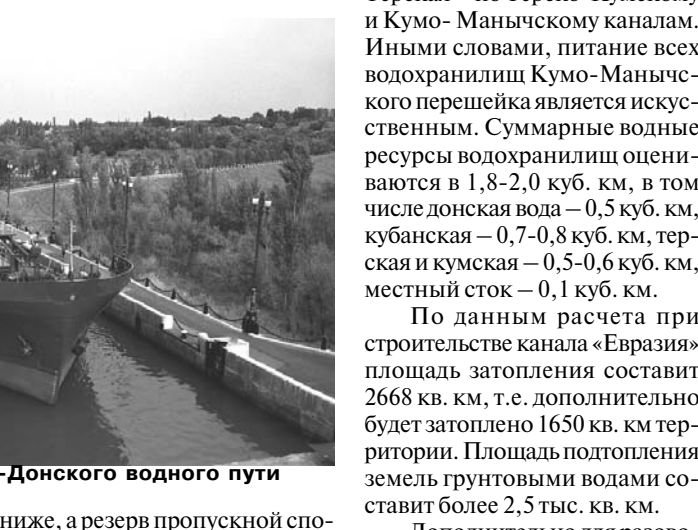 -Донского водного пути
ниже, а резерв пропускной спо-
и Кумо- Манычскому каналам.
Иными словами, питание всех
водохранилищ Кумо-Манычс-
кого перешейка является искус-
ственным. Суммарные водные
ресурсы водохранилищ оцени-
ваются в 1,8-2,0 куб. км, в том
числе донская вода – 0,5 куб. км,
кубанская – 0,7-0,8 куб. км, тер-
ская и кумская – 0,5-0,6 куб. км,
местный сток – 0,1 куб. км.
По данным расчета при
строительстве канала «Евразия»
площадь затопления составит
2668 кв. км, т.е. дополнительно
будет затоплено 1650 кв. км тер-
ритории. Площадь подтопления
земель грунтовыми водами со-
ставит более 2,5 тыс. кв. км.